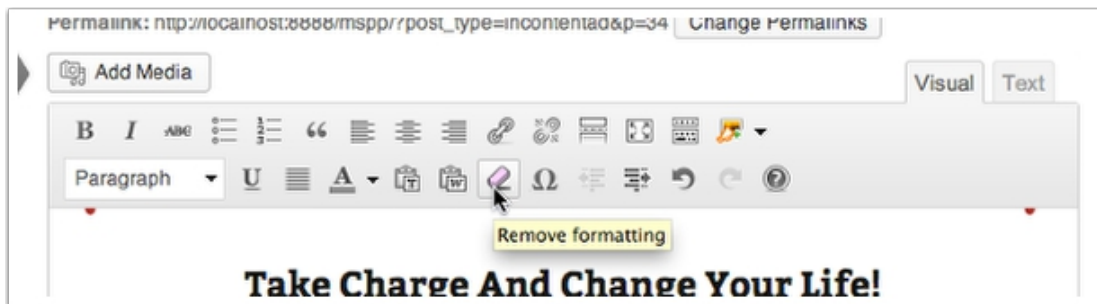 Permalink: http://localhost:8888/mspp/?post_type=incontentad&p=34 Change Permalinks
Add Media
Visual Text
B I ABC
Paragraph U A T W Ω ?
Remove formatting
Take Charge And Change Your Life!